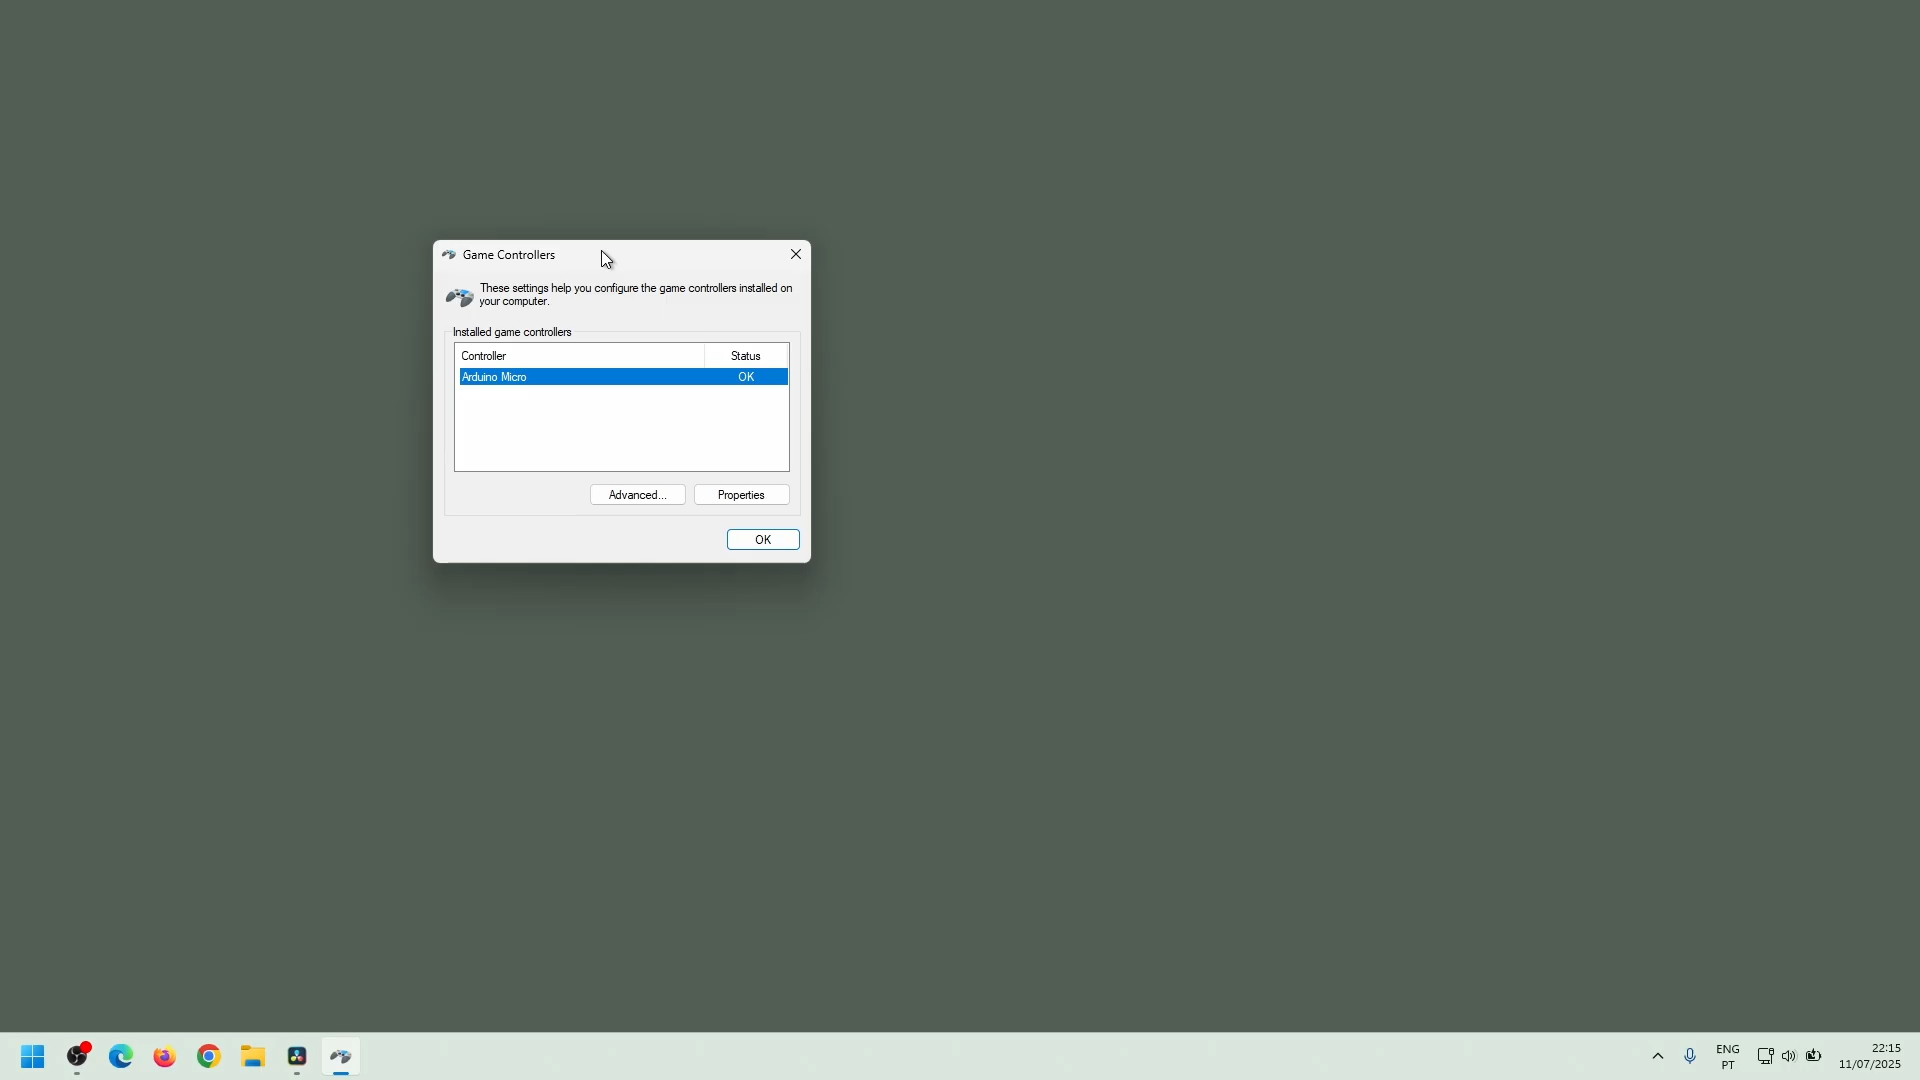 Game Controllers
These settings help you configure the game controllers installed on
your computer.
Installed game controllers
Controller Status
Arduino Micro OK
Advanced... Properties
OK
ENG 22:15
PT 11/07/2025